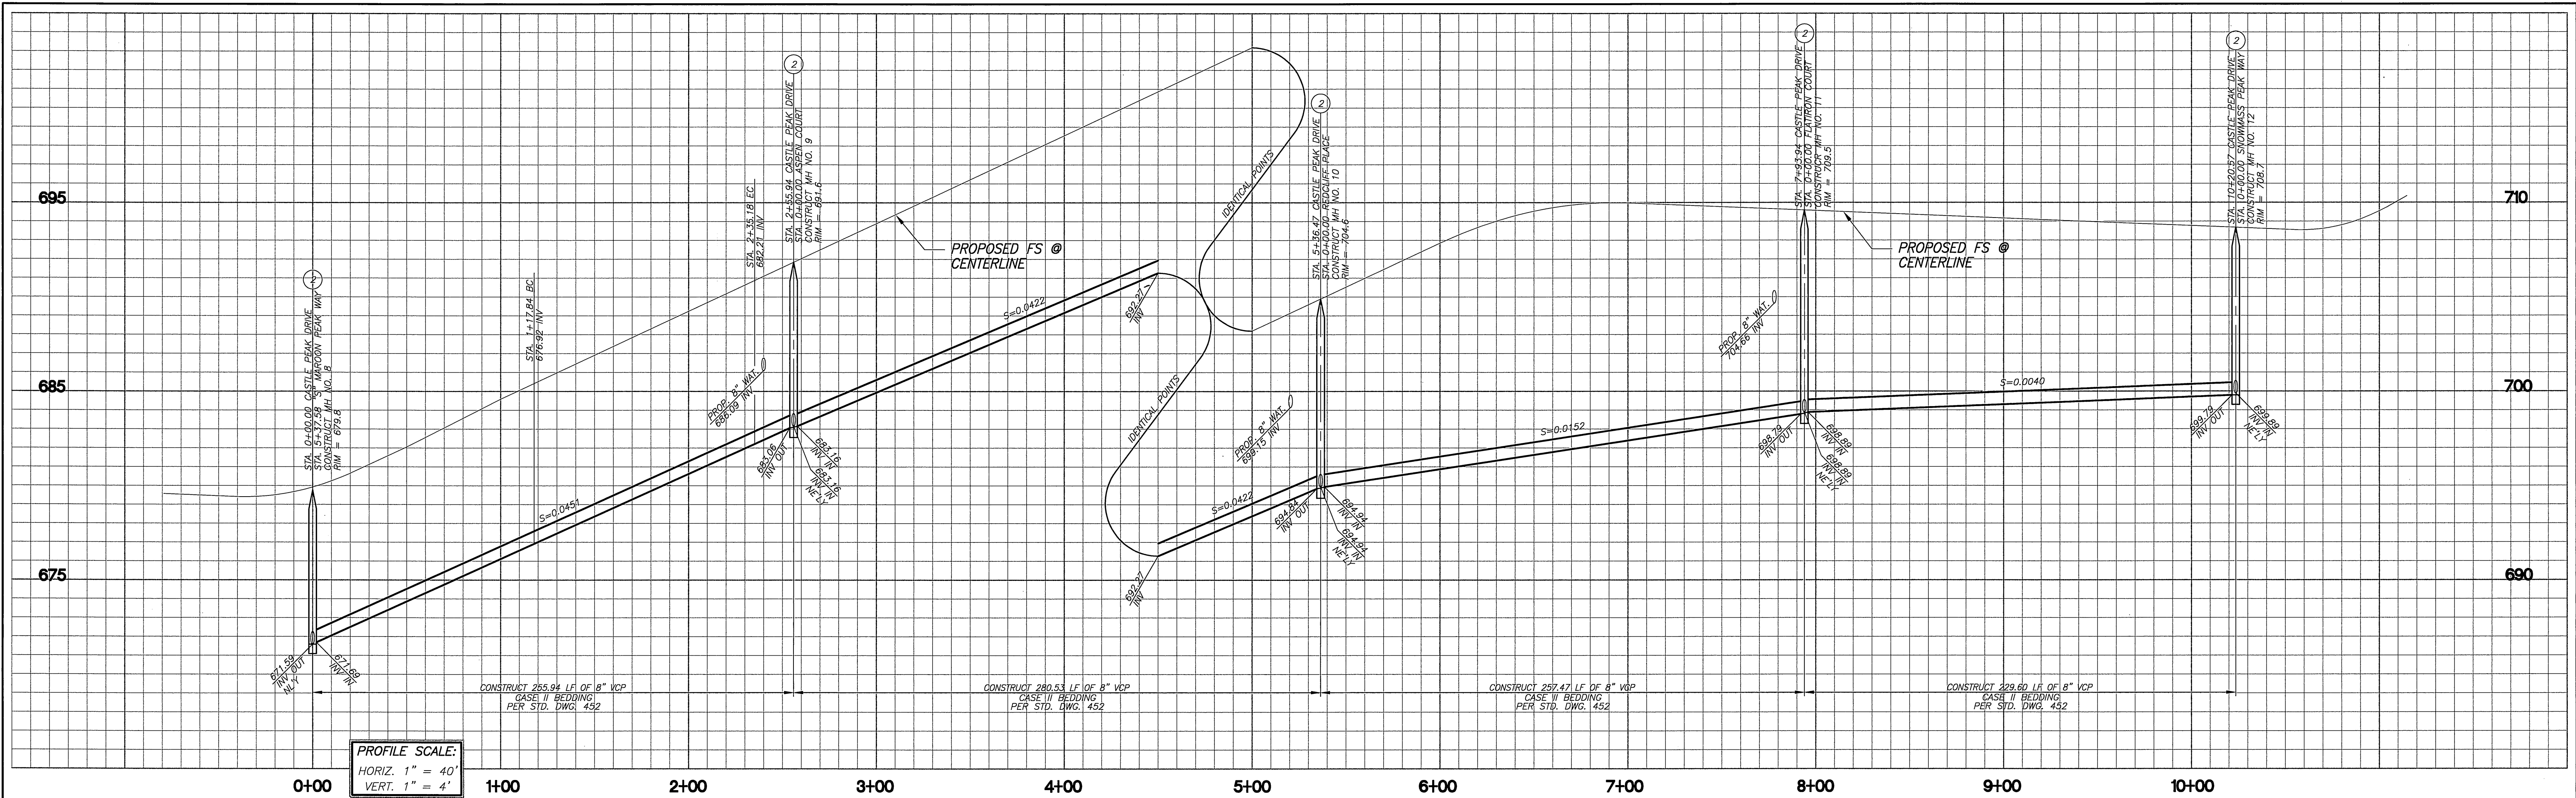 2
STA. 0+00.00 CASTLE PEAK DRIVE
STA. 5+37.58 "S" MAROON PEAK WAY
CONSTRUCT MH NO. 8
RIM = 679.8
STA. 1+17.84 BC
676.92 INV
STA. 2+35.18 EC
682.21 INV
2
STA. 2+55.94 CASTLE PEAK DRIVE
STA. 0+00.00 ASPEN COURT
CONSTRUCT MH NO. 9
RIM = 691.6
PROPOSED FS @
CENTERLINE
IDENTICAL POINTS
2
STA. 5+36.47 CASTLE PEAK DRIVE
STA. 0+00.00 REDCLIFF PLACE
CONSTRUCT MH NO. 10
RIM = 704.6
2
STA. 7+93.94 CASTLE PEAK DRIVE
STA. 0+00.00 FLATIRON COURT
CONSTRUCR MH NO. 11
RIM = 709.5
PROPOSED FS @
CENTERLINE
2
STA. 10+20.57 CASTLE PEAK DRIVE
STA. 0+00.00 SNOWMASS PEAK WAY
CONSTRUCT MH NO. 12
RIM = 708.7
695
710
685
700
675
690
PROP. 8" WAT.
686.09 INV
S=0.0451
S=0.0422
692.27
INV
IDENTICAL POINTS
692.27
INV
S=0.0422
PROP. 8" WAT.
699.15 INV
S=0.0152
PROP. 8" WAT.
704.66 INV
S=0.0040
671.59
INV OUT
NL'Y
671.69
INV IN
683.06
INV OUT
683.16
INV IN
683.16
INV IN
NE'LY
694.84
INV OUT
694.94
INV IN
694.94
INV IN
NE'LY
698.79
INV OUT
698.89
INV IN
698.89
INV IN
NE'LY
699.79
INV OUT
699.89
INV IN
NE'LY
CONSTRUCT 255.94 LF OF 8" VCP
CASE II BEDDING
PER STD. DWG. 452
CONSTRUCT 280.53 LF OF 8" VCP
CASE II BEDDING
PER STD. DWG. 452
CONSTRUCT 257.47 LF OF 8" VCP
CASE II BEDDING
PER STD. DWG. 452
CONSTRUCT 229.60 LF OF 8" VCP
CASE II BEDDING
PER STD. DWG. 452
PROFILE SCALE:
HORIZ. 1" = 40'
VERT. 1" = 4'
0+00 1+00 2+00 3+00 4+00 5+00 6+00 7+00 8+00 9+00 10+00